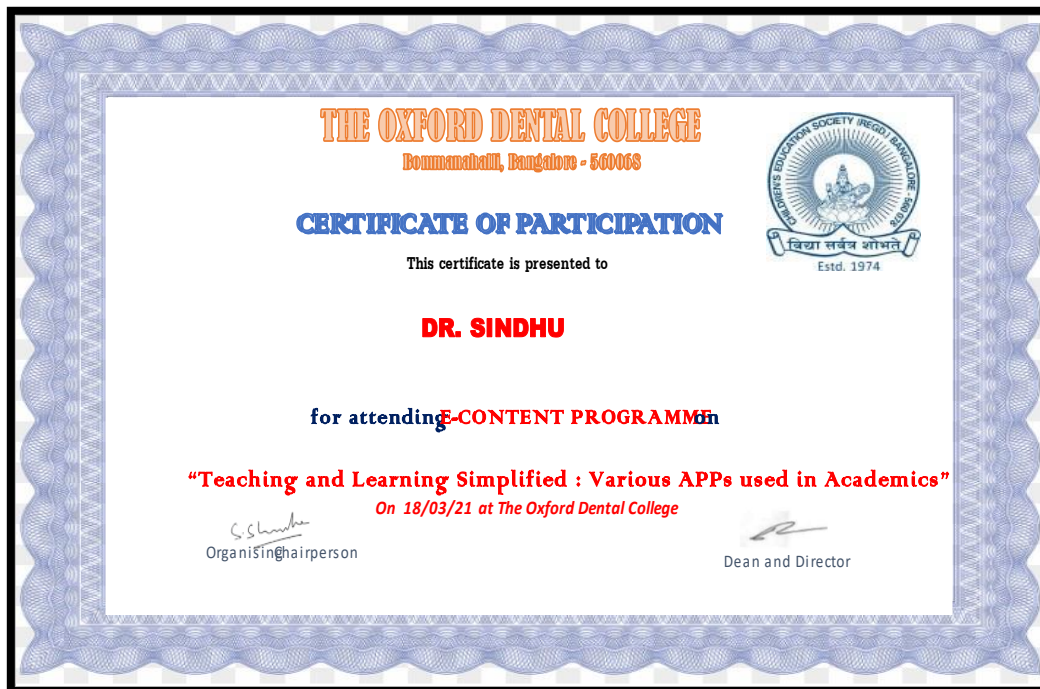 THE OXFORD DENTAL COLLEGE
Bommanahalli, Bangalore - 560068
CHILDREN'S EDUCATION SOCIETY (REGD.) BANGALORE - 560 078
विद्या सर्वत्र शोभते
Estd. 1974
CERTIFICATE OF PARTICIPATION
This certificate is presented to
DR. SINDHU
for attending E-CONTENT PROGRAMME on
“Teaching and Learning Simplified : Various APPs used in Academics”
On 18/03/21 at The Oxford Dental College
Organising Chairperson
Dean and Director